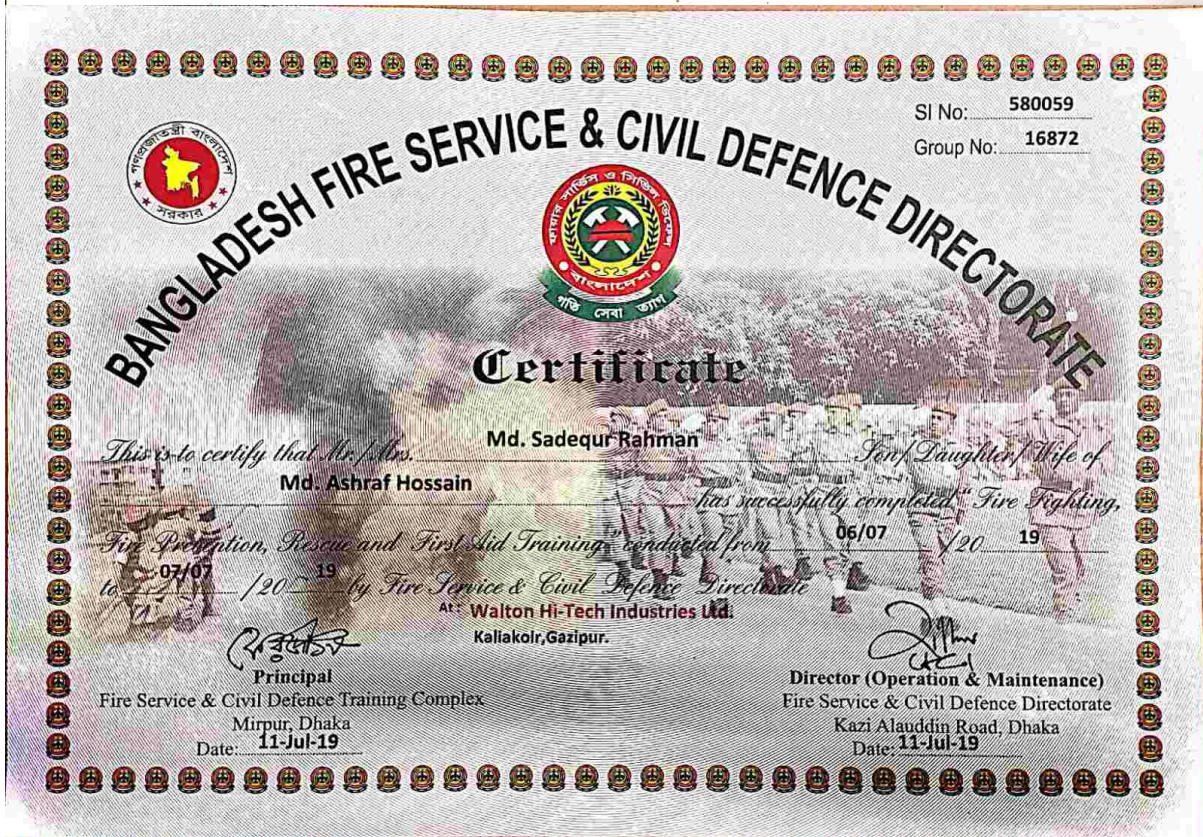 SI No: 580059
Group No: 16872
গণপ্রজাতন্ত্রী বাংলাদেশ
সরকার
BANGLADESH FIRE SERVICE & CIVIL DEFENCE DIRECTORATE
ফায়ার সার্ভিস ও সিভিল ডিফেন্স
বাংলাদেশ
গতি সেবা ত্যাগ
Certificate
This is to certify that Mr./Mrs. Md. Sadequr Rahman Son/Daughter/Wife of
Md. Ashraf Hossain has successfully completed "Fire Fighting,
Fire Prevention, Rescue and First Aid Training" conducted from 06/07 /20 19
to 07/07 /20 19 by Fire Service & Civil Defence Directorate
At: Walton Hi-Tech Industries Ltd.
Kaliakoir,Gazipur.
Principal
Fire Service & Civil Defence Training Complex
Mirpur, Dhaka
Date: 11-Jul-19
Director (Operation & Maintenance)
Fire Service & Civil Defence Directorate
Kazi Alauddin Road, Dhaka
Date: 11-Jul-19